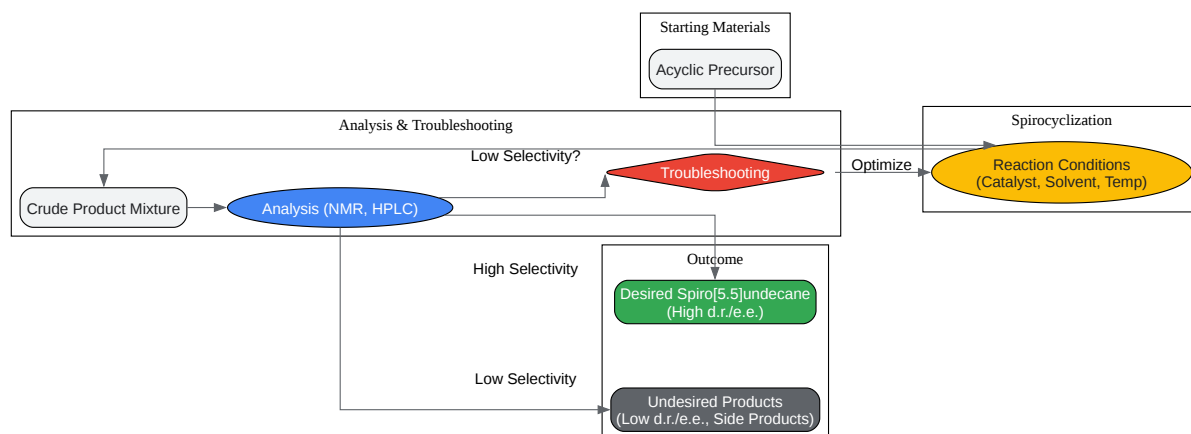 Starting Materials
Acyclic Precursor
Analysis & Troubleshooting
Spirocyclization
Low Selectivity?
Troubleshooting
Optimize
Reaction Conditions
(Catalyst, Solvent, Temp)
Crude Product Mixture
Analysis (NMR, HPLC)
Outcome
High Selectivity
Desired Spiro[5.5]undecane
(High d.r./e.e.)
Low Selectivity
Undesired Products
(Low d.r./e.e., Side Products)